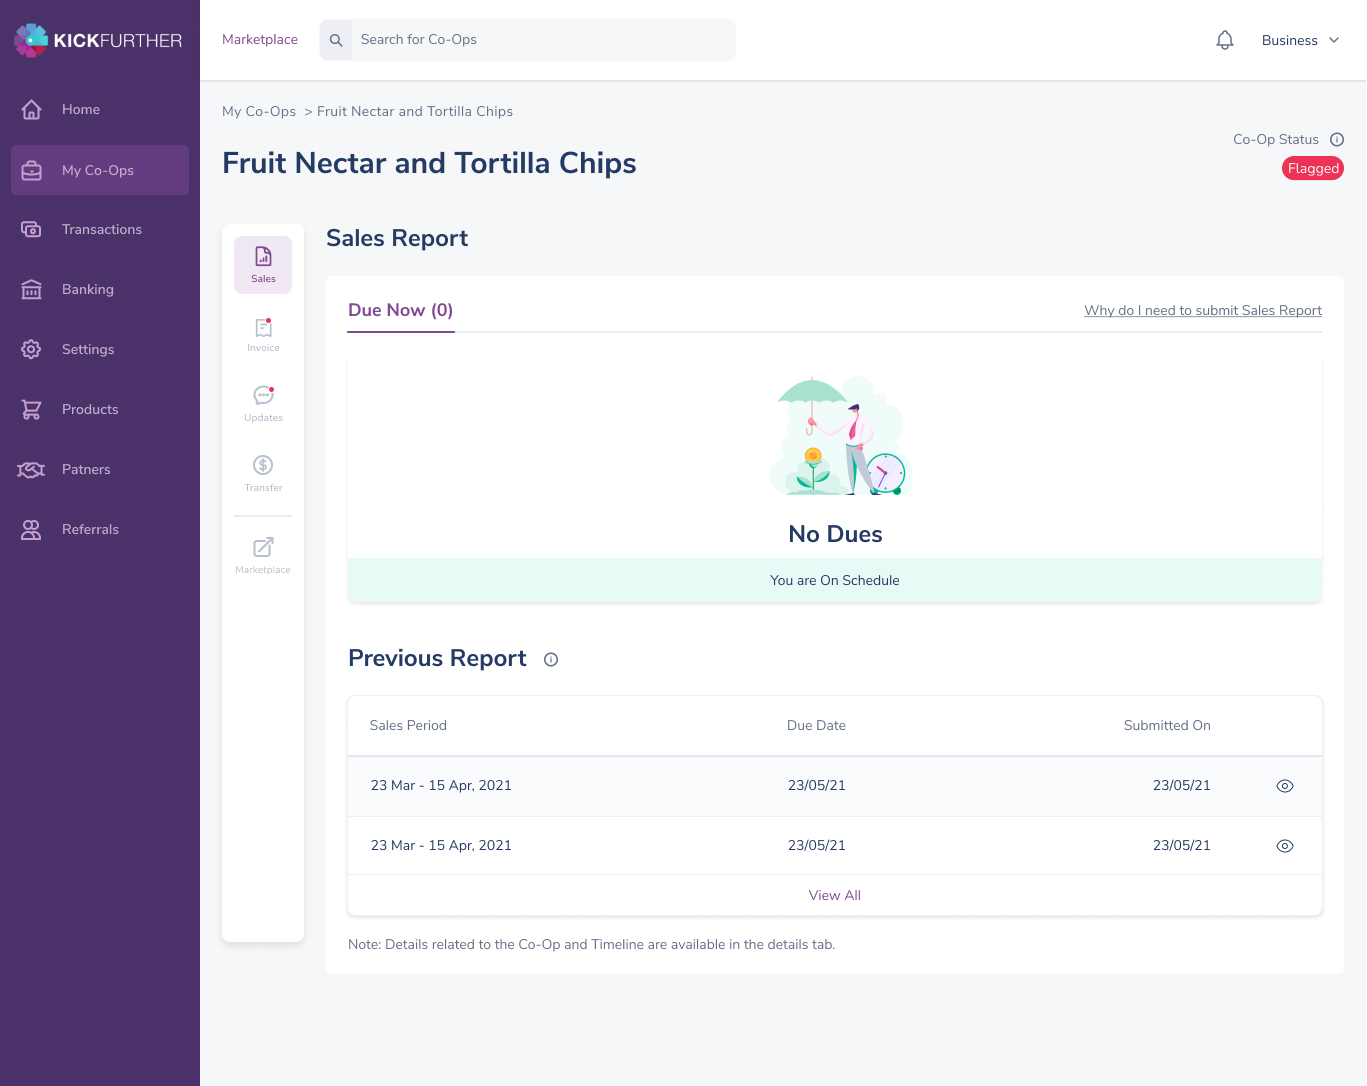 KICKFURTHER
Marketplace
Search for Co-Ops
Business
Home
My Co-Ops
Transactions
Banking
Settings
Products
Patners
Referrals
My Co-Ops > Fruit Nectar and Tortilla Chips
Fruit Nectar and Tortilla Chips
Co-Op Status
Flagged
Sales
Invoice
Updates
Transfer
Marketplace
Sales Report
Due Now (0)
Why do I need to submit Sales Report
No Dues
You are On Schedule
Previous Report
Sales Period Due Date Submitted On
23 Mar - 15 Apr, 2021 23/05/21 23/05/21
23 Mar - 15 Apr, 2021 23/05/21 23/05/21
View All
Note: Details related to the Co-Op and Timeline are available in the details tab.